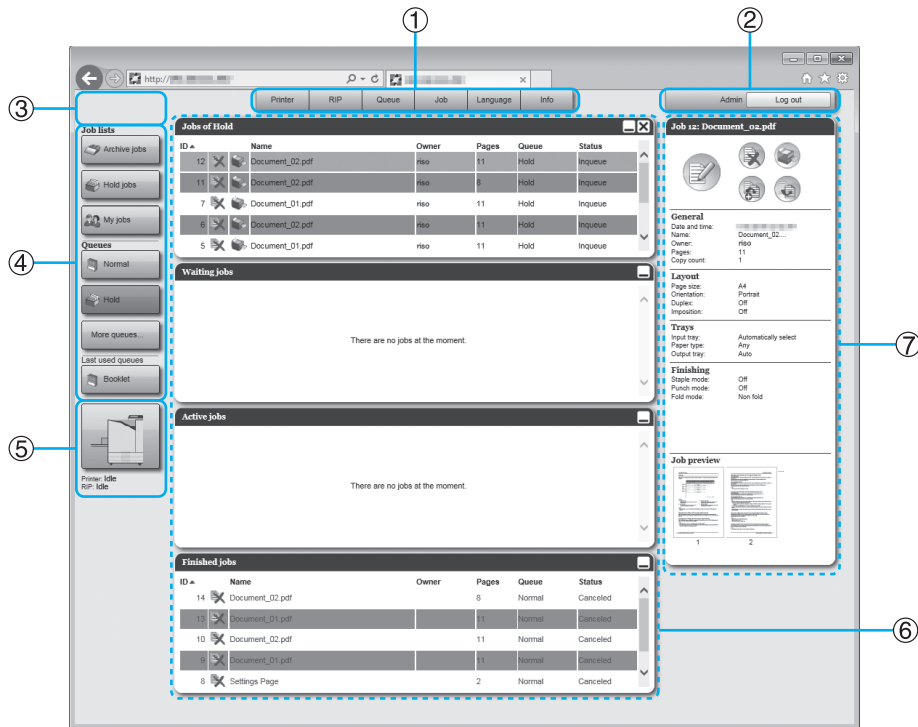 ①
②
http://
Printer RIP Queue Job Language Info
Admin Log out
③
Job lists
Archive jobs
Hold jobs
My jobs
④
Queues
Normal
Hold
More queues...
Last used queues
Booklet
⑤
Printer: Idle
RIP: Idle
Jobs of Hold
ID Name Owner Pages Queue Status
12 Document_02.pdf riso 11 Hold Inqueue
11 Document_02.pdf riso 8 Hold Inqueue
7 Document_01.pdf riso 11 Hold Inqueue
6 Document_02.pdf riso 11 Hold Inqueue
5 Document_01.pdf riso 11 Hold Inqueue
Waiting jobs
There are no jobs at the moment.
Active jobs
There are no jobs at the moment.
Finished jobs
ID Name Owner Pages Queue Status
14 Document_02.pdf 8 Normal Canceled
13 Document_01.pdf 11 Normal Canceled
10 Document_02.pdf 11 Normal Canceled
9 Document_01.pdf 11 Normal Canceled
8 Settings Page 2 Normal Canceled
⑥
Job 12: Document_02.pdf
General
Date and time:
Name: Document_02....
Owner: riso
Pages: 11
Copy count: 1
Layout
Page size: A4
Orientation: Portrait
Duplex: Off
Imposition: Off
Trays
Input tray: Automatically select
Paper type: Any
Output tray: Auto
⑦
Finishing
Staple mode: Off
Punch mode: Off
Fold mode: Non fold
Job preview
...
1 2